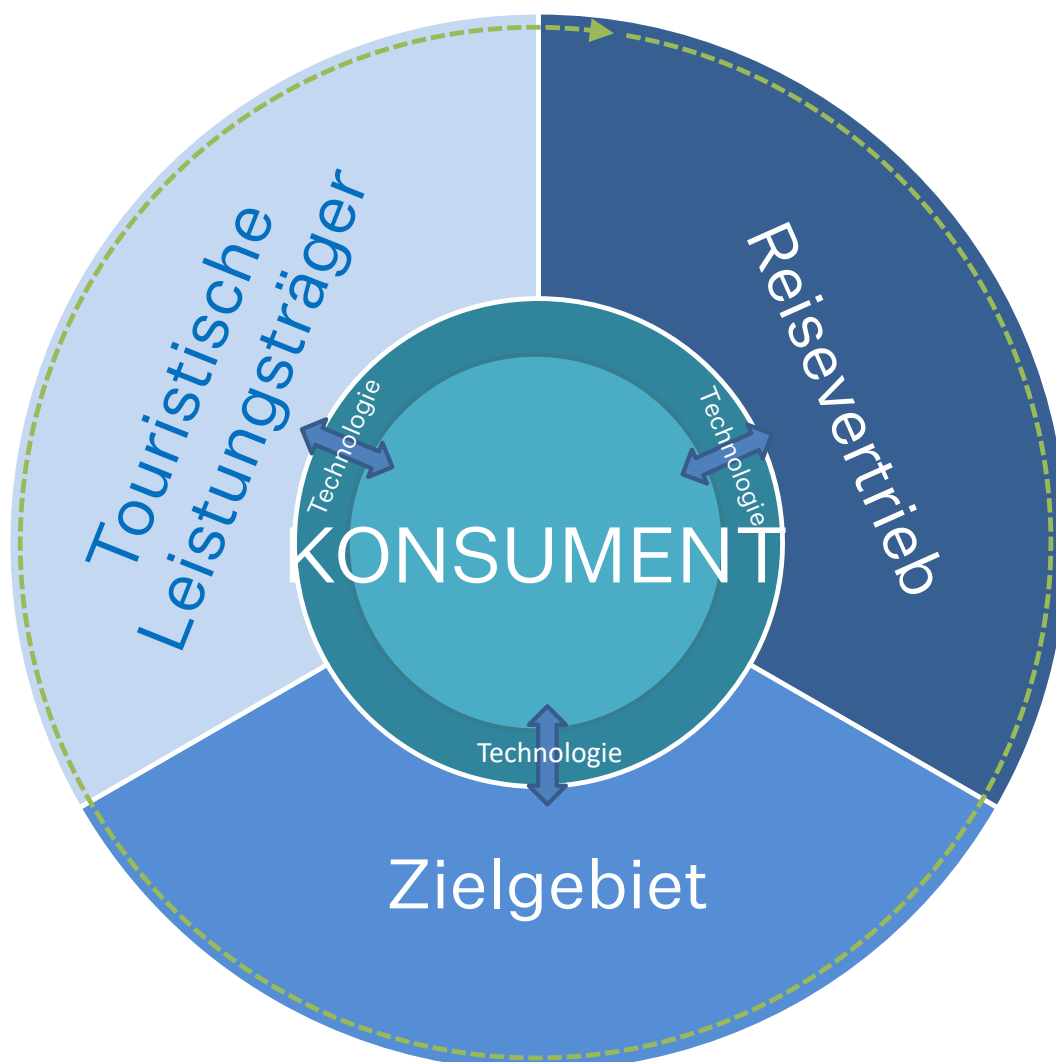 Touristische
Leistungsträger
Reisevertrieb
Technologie
Technologie
KONSUMENT
Technologie
Zielgebiet